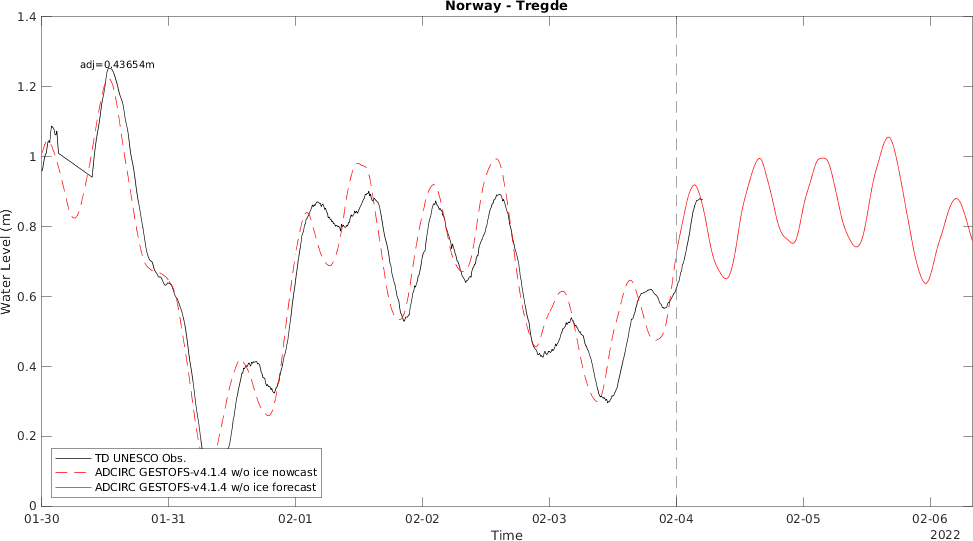 Norway - Tregde
adj=0.43654m
Water Level (m)
1.4
1.2
1
0.8
0.6
0.4
0.2
0
TD UNESCO Obs.
ADCIRC GESTOFS-v4.1.4 w/o ice nowcast
ADCIRC GESTOFS-v4.1.4 w/o ice forecast
01-30 01-31 02-01 02-02 02-03 02-04 02-05 02-06
Time
2022